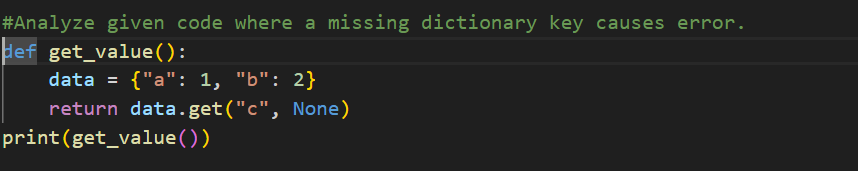 #Analyze given code where a missing dictionary key causes error.
def get_value():
    data = {"a": 1, "b": 2}
    return data.get("c", None)
print(get_value())